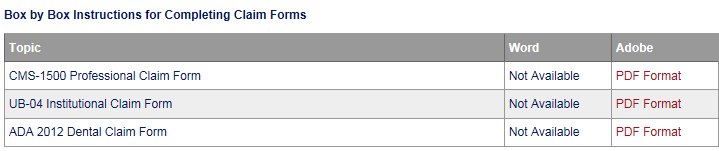 Box by Box Instructions for Completing Claim Forms
Topic Word Adobe
CMS-1500 Professional Claim Form Not Available PDF Format
UB-04 Institutional Claim Form Not Available PDF Format
ADA 2012 Dental Claim Form Not Available PDF Format